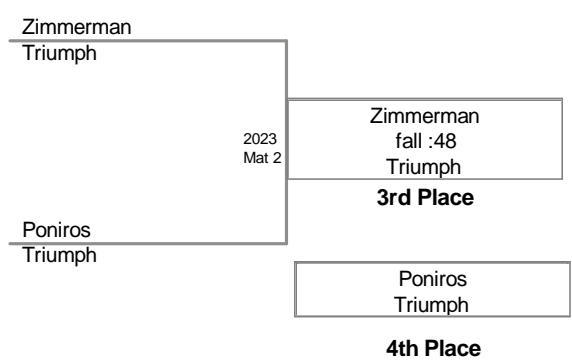 Zimmerman
Triumph
Zimmerman
fall :48
Triumph
2023
Mat 2
3rd Place
Poniros
Triumph
Poniros
Triumph
4th Place